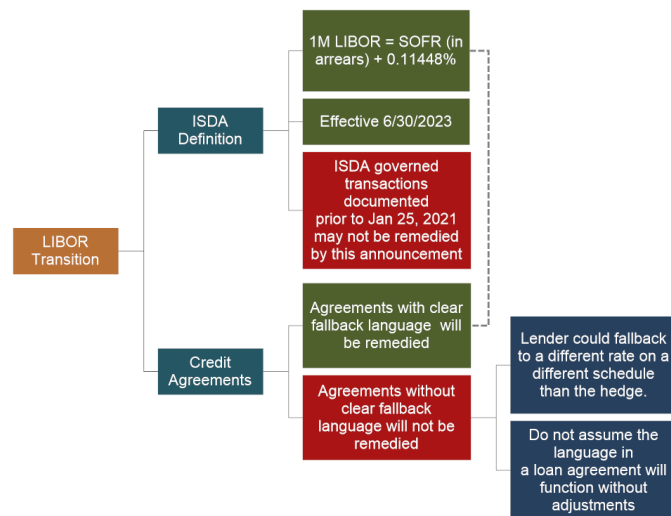 1M LIBOR = SOFR (in
arrears) + 0.11448%
ISDA
Definition
Effective 6/30/2023
ISDA
governed
transactions
documented
prior to Jan 25, 2021
may not be remedied
by this announcement
LIBOR
Transition
Agreements with clear
fallback language will
be remedied
Credit
Agreements
Agreements without
clear fallback
language will not be
remedied
Lender could fallback
to a different rate on a
different schedule
than the hedge.
Do not assume the
language in
a loan agreement will
function without
adjustments